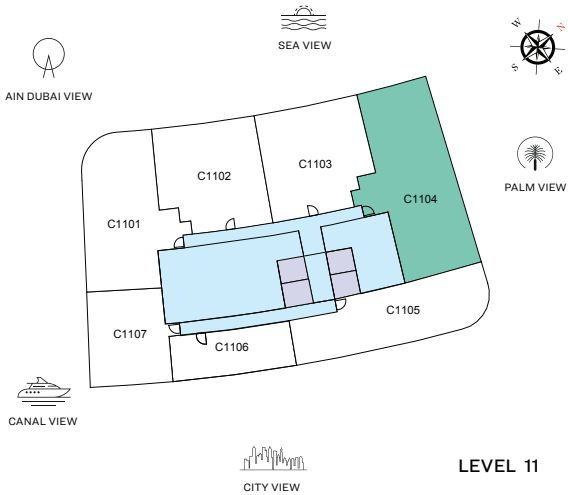 SEA VIEW
W
N
S
E
AIN DUBAI VIEW
PALM VIEW
C1103
C1102
C1104
C1101
C1105
C1107
C1106
CANAL VIEW
LEVEL 11
CITY VIEW